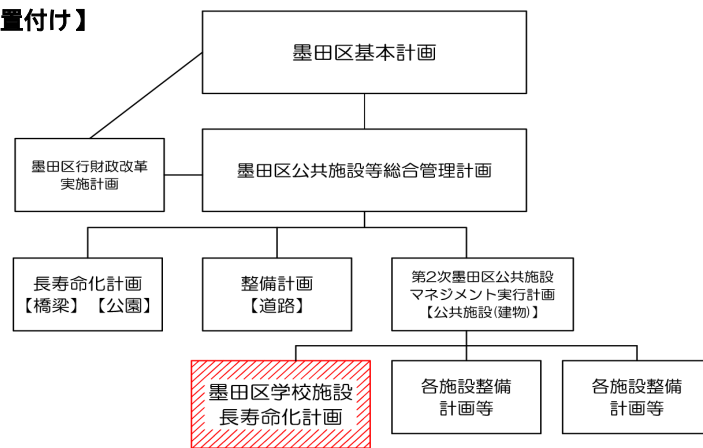 置付け】
墨田区基本計画
墨田区行財政改革
実施計画
墨田区公共施設等総合管理計画
長寿命化計画
【橋梁】【公園】
整備計画
【道路】
第2次墨田区公共施設
マネジメント実行計画
【公共施設(建物)】
墨田区学校施設
長寿命化計画
各施設整備
計画等
各施設整備
計画等